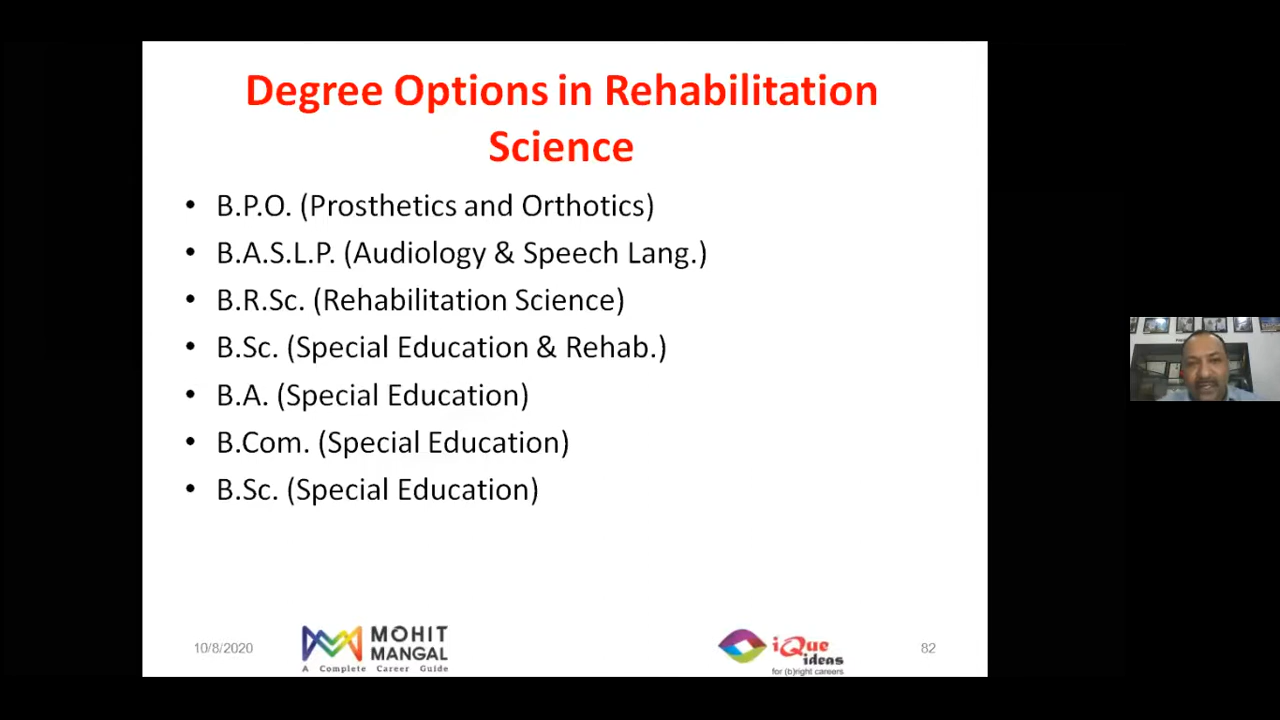 Degree Options in Rehabilitation
Science
• B.P.O. (Prosthetics and Orthotics)
• B.A.S.L.P. (Audiology & Speech Lang.)
• B.R.Sc. (Rehabilitation Science)
• B.Sc. (Special Education & Rehab.)
• B.A. (Special Education)
• B.Com. (Special Education)
• B.Sc. (Special Education)
10/8/2020
MOHIT
MANGAL
A Complete Career Guide
iQue
ideas
for (b)right careers
82